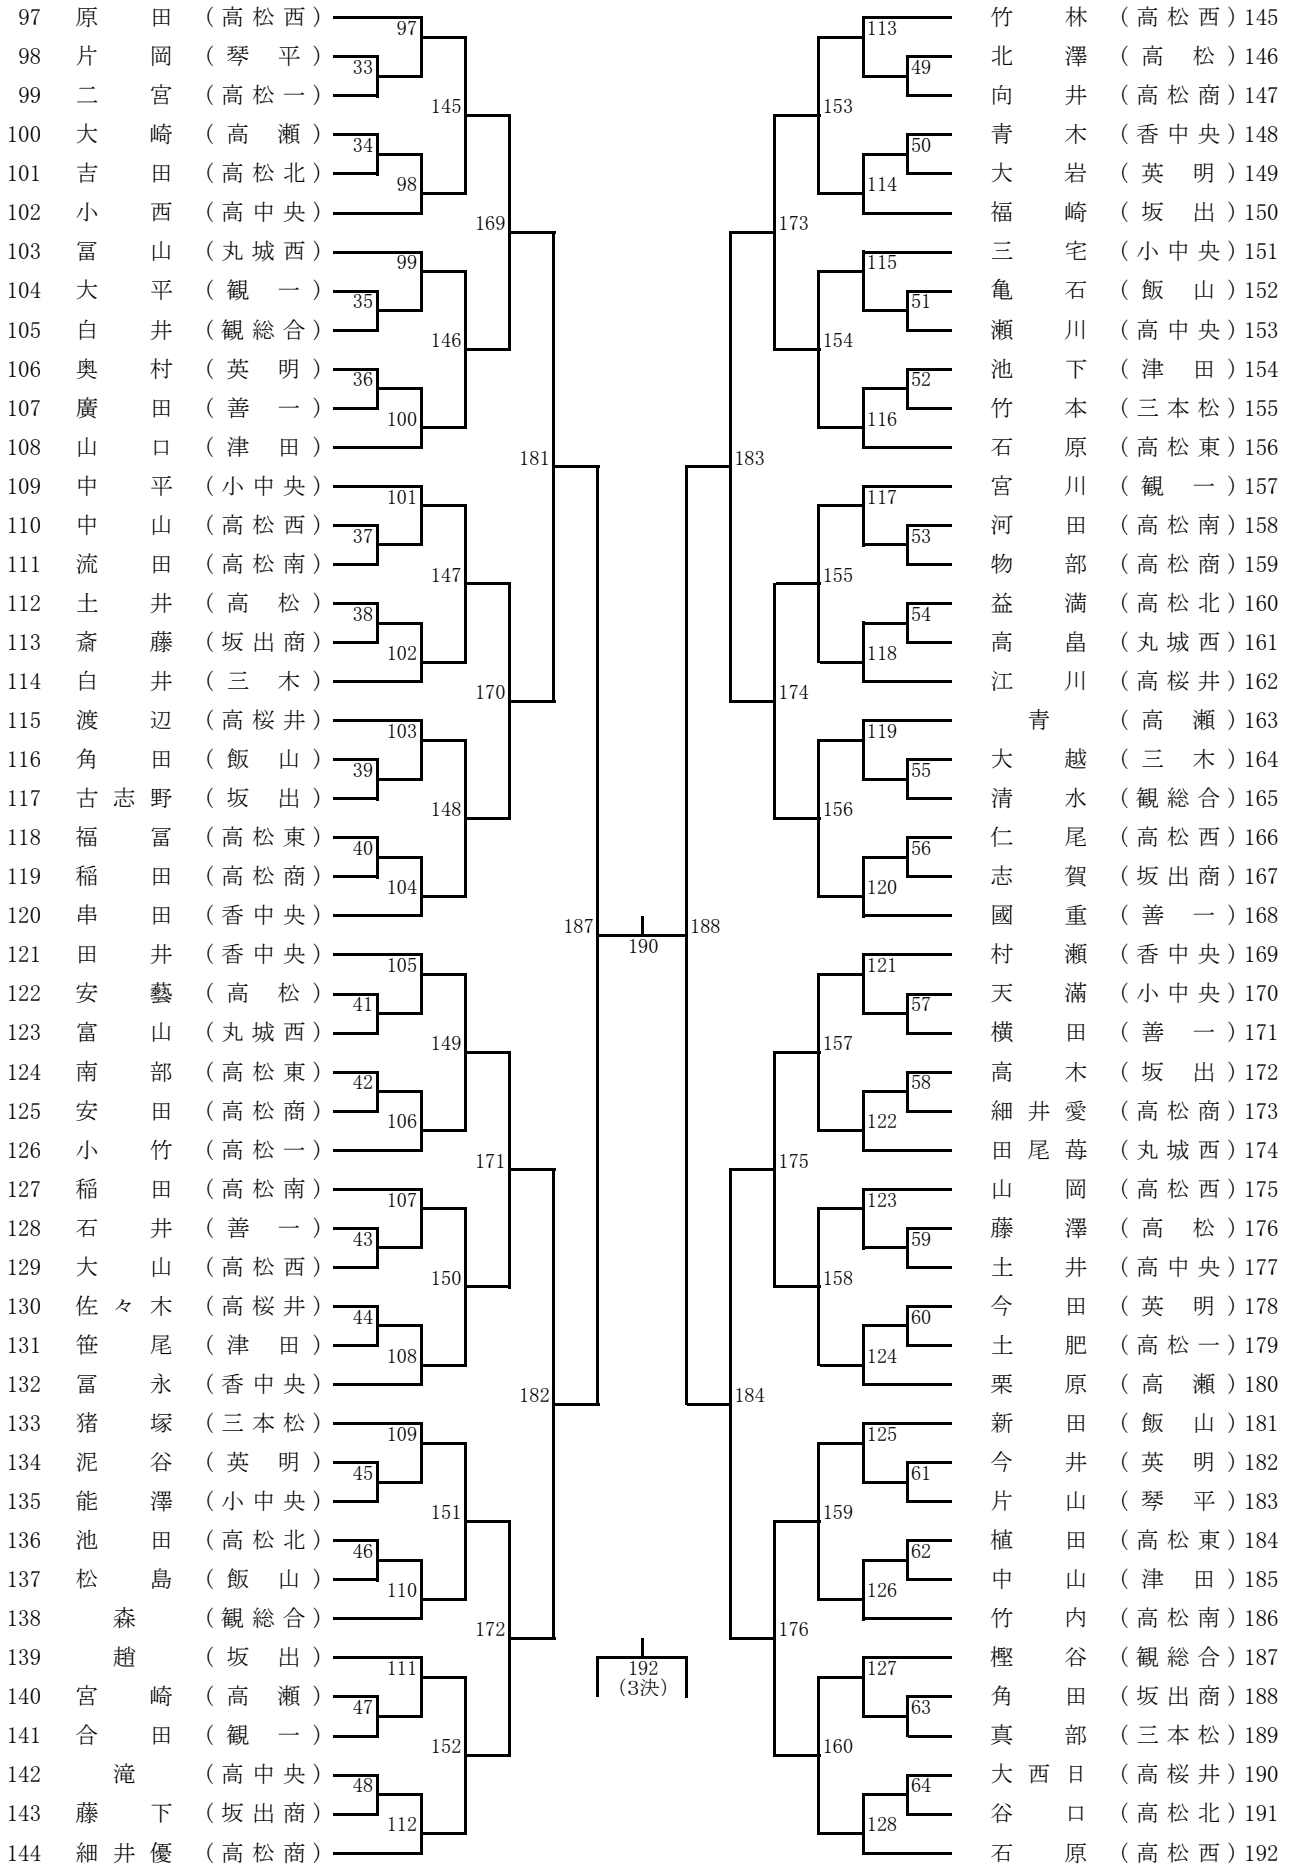 97 原田 (高松西)
98 片岡 (琴平)
99 二宮 (高松一)
100 大崎 (高瀬)
101 吉田 (高松北)
102 小西 (高中央)
103 冨山 (丸城西)
104 大平 (観一)
105 白井 (観総合)
106 奥村 (英明)
107 廣田 (善一)
108 山口 (津田)
109 中平 (小中央)
110 中山 (高松西)
111 流田 (高松南)
112 土井 (高松)
113 斎藤 (坂出商)
114 白井 (三木)
115 渡辺 (高桜井)
116 角田 (飯山)
117 古志野 (坂出)
118 福冨 (高松東)
119 稲田 (高松商)
120 串田 (香中央)
121 田井 (香中央)
122 安藝 (高松)
123 富山 (丸城西)
124 南部 (高松東)
125 安田 (高松商)
126 小竹 (高松一)
127 稲田 (高松南)
128 石井 (善一)
129 大山 (高松西)
130 佐々木 (高桜井)
131 笹尾 (津田)
132 冨永 (香中央)
133 猪塚 (三本松)
134 泥谷 (英明)
135 能澤 (小中央)
136 池田 (高松北)
137 松島 (飯山)
138 森 (観総合)
139 趙 (坂出)
140 宮崎 (高瀬)
141 合田 (観一)
142 滝 (高中央)
143 藤下 (坂出商)
144 細井優 (高松商)
33
34
35
36
37
38
39
40
41
42
43
44
45
46
47
48
97
98
99
100
101
102
103
104
105
106
107
108
109
110
111
112
145
146
147
148
149
150
151
152
169
170
171
172
181
182
187
190
188
192
(3決)
183
184
173
174
175
176
153
154
155
156
157
158
159
160
113
114
115
116
117
118
119
120
121
122
123
124
125
126
127
128
49
50
51
52
53
54
55
56
57
58
59
60
61
62
63
64
竹林 (高松西) 145
北澤 (高松) 146
向井 (高松商) 147
青木 (香中央) 148
大岩 (英明) 149
福崎 (坂出) 150
三宅 (小中央) 151
亀石 (飯山) 152
瀬川 (高中央) 153
池下 (津田) 154
竹本 (三本松) 155
石原 (高松東) 156
宮川 (観一) 157
河田 (高松南) 158
物部 (高松商) 159
益満 (高松北) 160
高畠 (丸城西) 161
江川 (高桜井) 162
青 (高瀬) 163
大越 (三木) 164
清水 (観総合) 165
仁尾 (高松西) 166
志賀 (坂出商) 167
國重 (善一) 168
村瀬 (香中央) 169
天滿 (小中央) 170
横田 (善一) 171
高木 (坂出) 172
細井愛 (高松商) 173
田尾苺 (丸城西) 174
山岡 (高松西) 175
藤澤 (高松) 176
土井 (高中央) 177
今田 (英明) 178
土肥 (高松一) 179
栗原 (高瀬) 180
新田 (飯山) 181
今井 (英明) 182
片山 (琴平) 183
植田 (高松東) 184
中山 (津田) 185
竹内 (高松南) 186
樫谷 (観総合) 187
角田 (坂出商) 188
真部 (三本松) 189
大西日 (高桜井) 190
谷口 (高松北) 191
石原 (高松西) 192